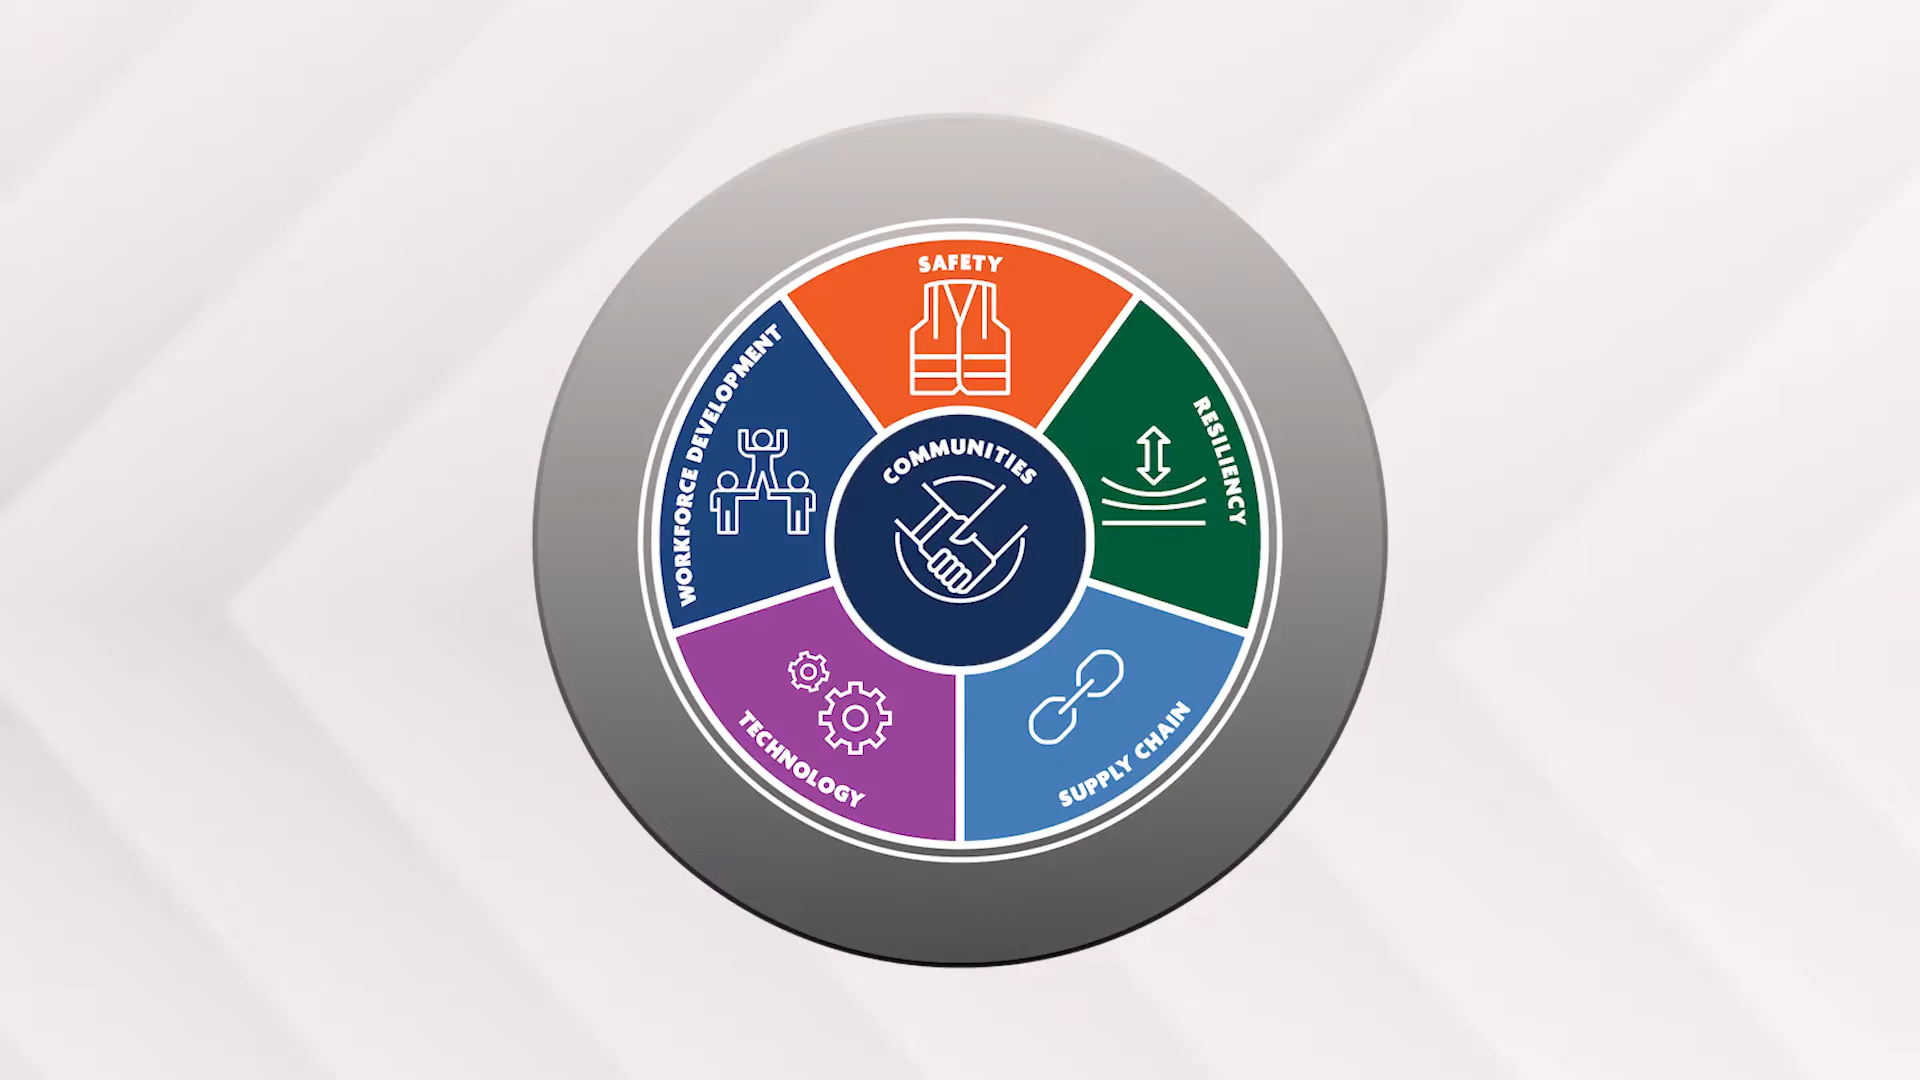 SAFETY
RESILIENCY
SUPPLY CHAIN
TECHNOLOGY
WORKFORCE DEVELOPMENT
COMMUNITIES